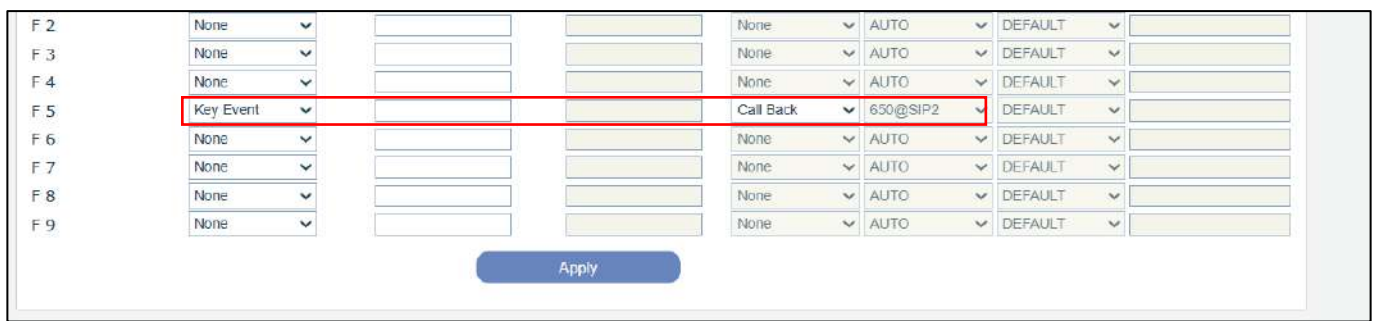 F 2 None None AUTO DEFAULT
F 3 None None AUTO DEFAULT
F 4 None None AUTO DEFAULT
F 5 Key Event Call Back 650@SIP2 DEFAULT
F 6 None None AUTO DEFAULT
F 7 None None AUTO DEFAULT
F 8 None None AUTO DEFAULT
F 9 None None AUTO DEFAULT
Apply